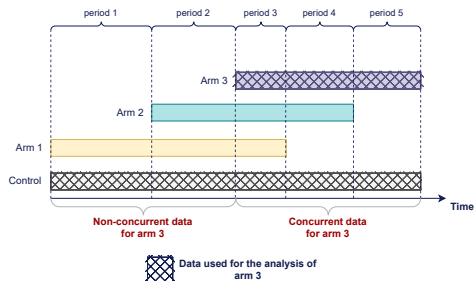 period 1 period 2 period 3 period 4 period 5
Arm 3
Arm 2
Arm 1
Control
Time
Non-concurrent data
for arm 3
Concurrent data
for arm 3
Data used for the analysis of
arm 3